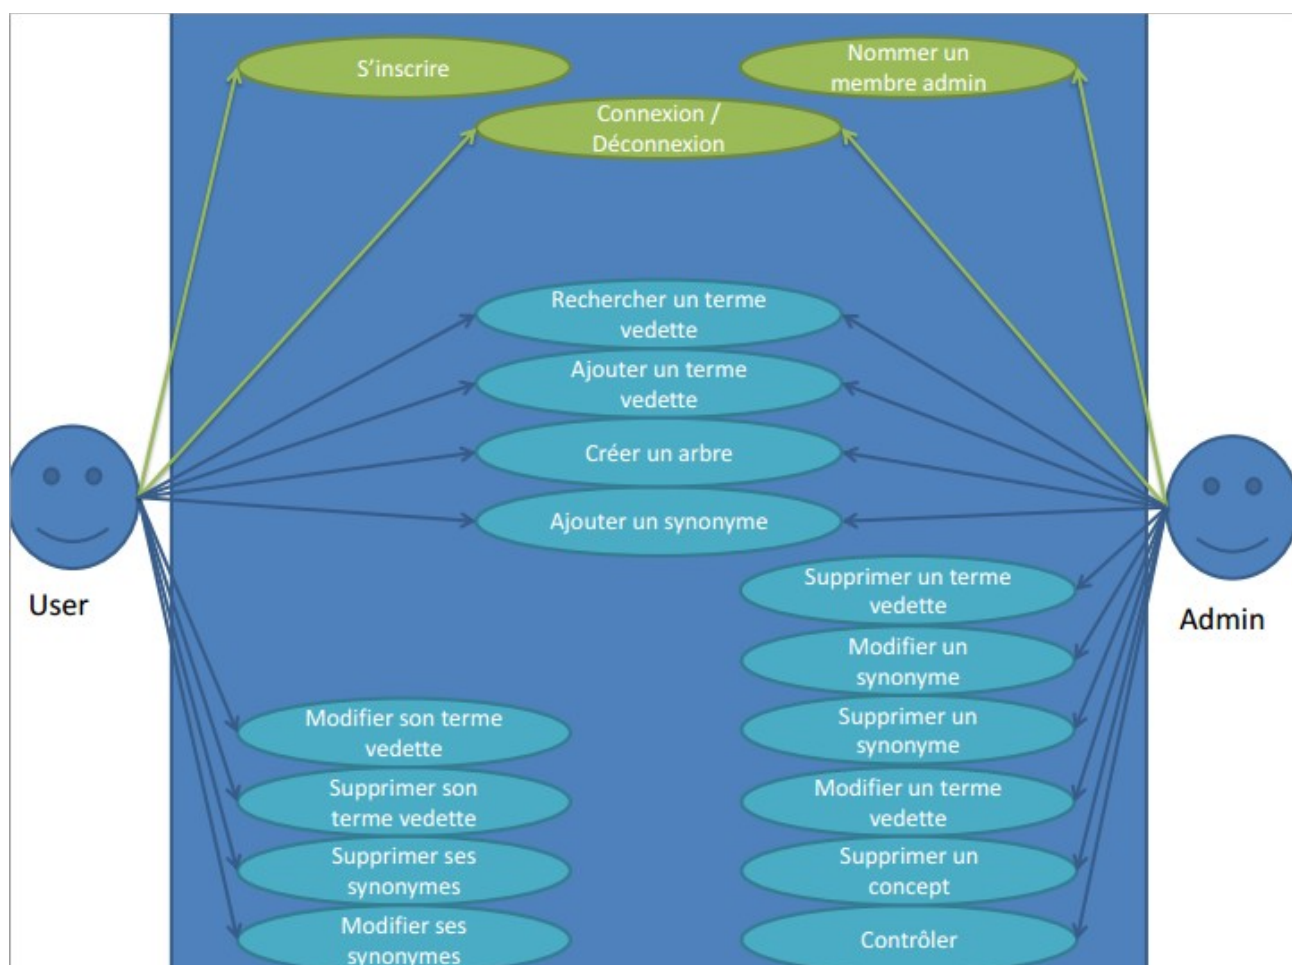 S'inscrire
Nommer un
membre admin
Connexion /
Déconnexion
Rechercher un terme
vedette
Ajouter un terme
vedette
Créer un arbre
Ajouter un synonyme
User
Admin
Supprimer un terme
vedette
Modifier un
synonyme
Supprimer un
synonyme
Modifier un terme
vedette
Supprimer un
concept
Contrôler
Modifier son terme
vedette
Supprimer son
terme vedette
Supprimer ses
synonymes
Modifier ses
synonymes